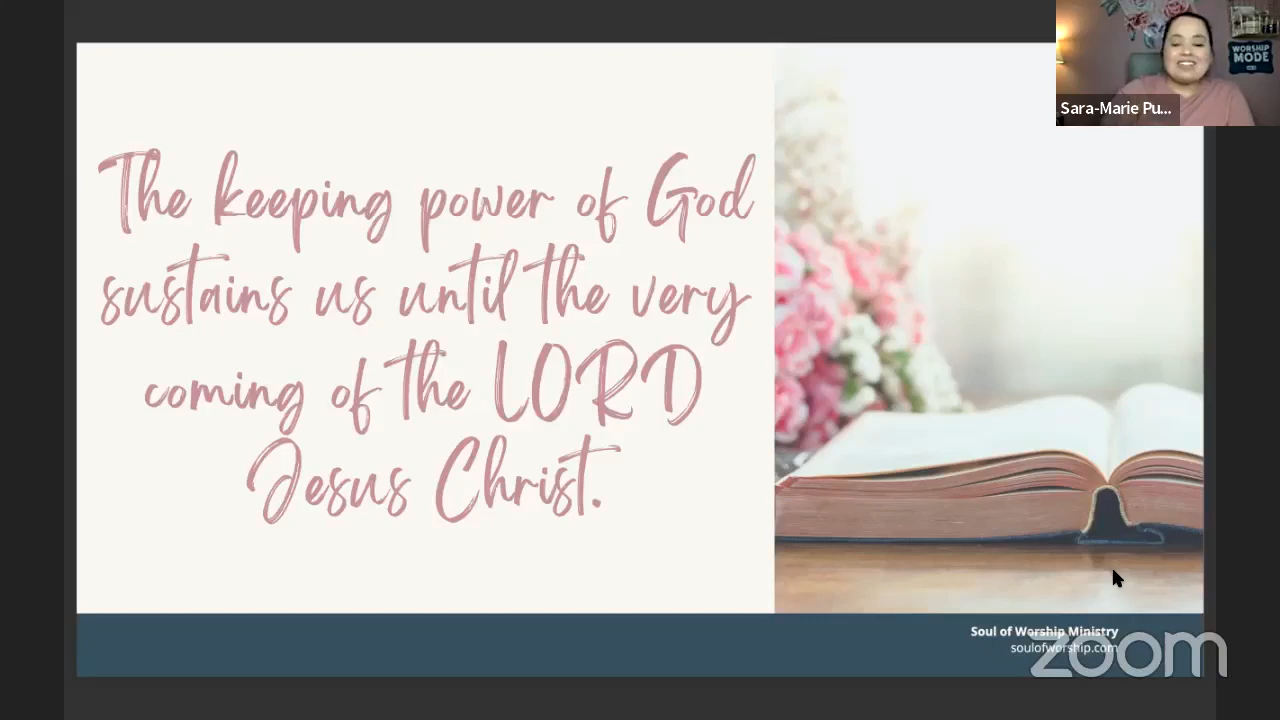 The keeping power of God
sustains us until the very
coming of the LORD
Jesus Christ.
WORSHIP
MODE
Sara-Marie Pu...
Soul of Worship Ministry
soulofworship.com
zoom